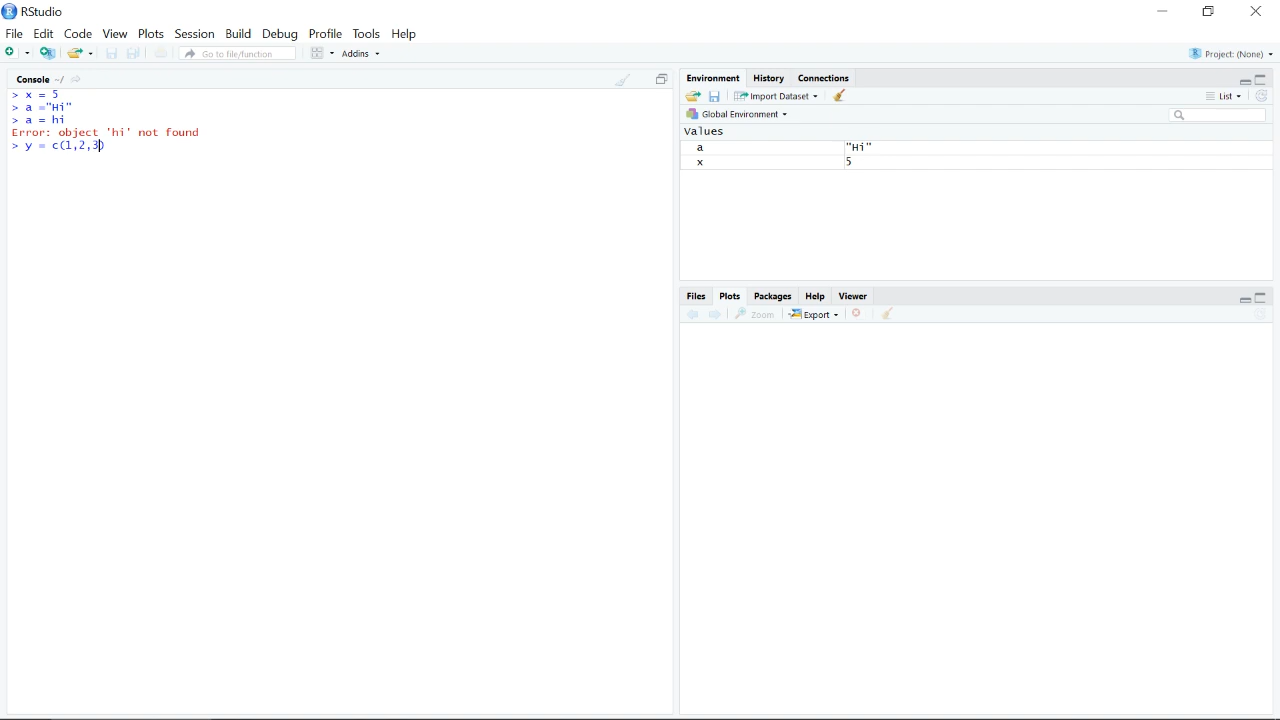 RStudio
File Edit Code View Plots Session Build Debug Profile Tools Help
Go to file/function Addins Project: (None)
Console ~/
> x = 5
> a ="Hi"
> a = hi
Error: object 'hi' not found
> y = c(1,2,3)
Environment History Connections
Import Dataset List
Global Environment
Values
a "Hi"
x 5
Files Plots Packages Help Viewer
Zoom Export